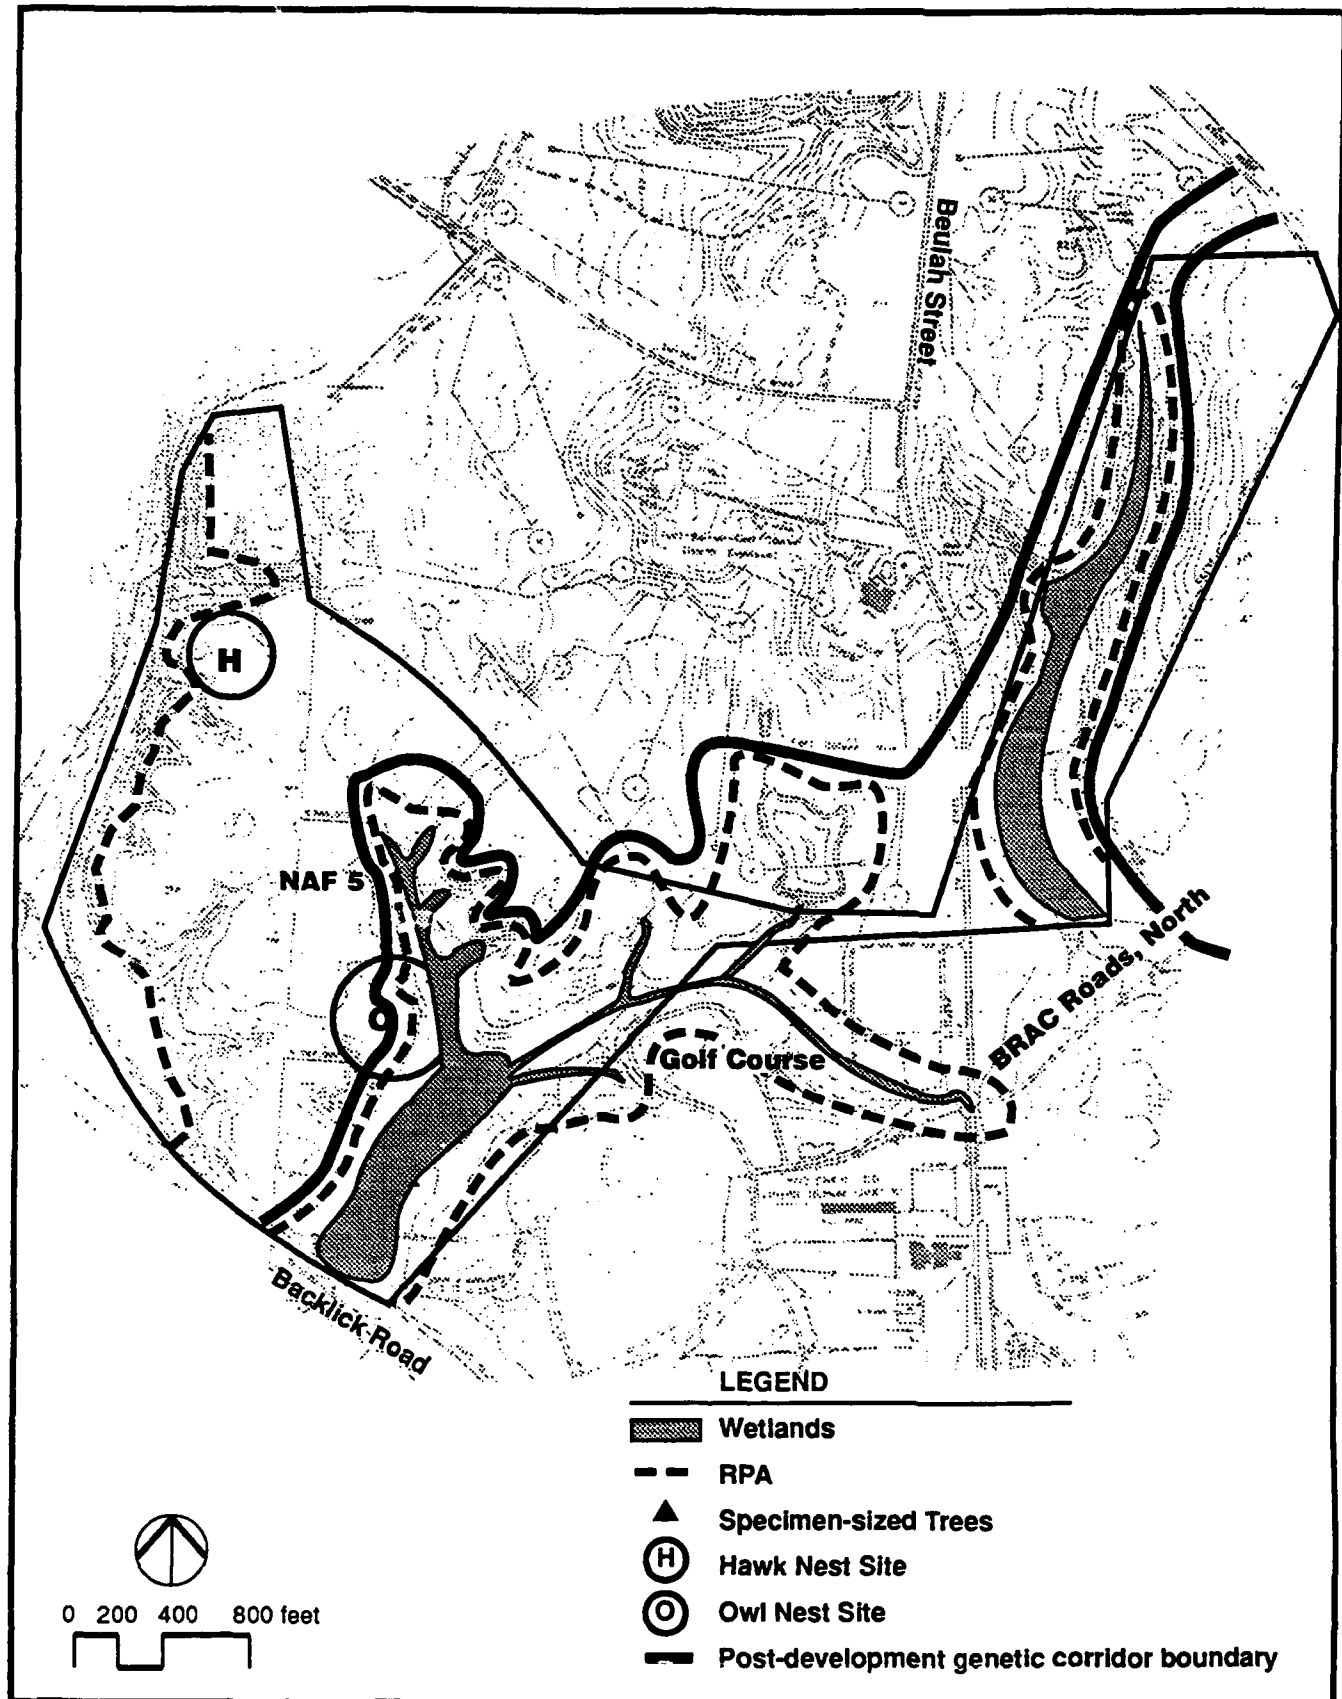 Beulah Street
H
NAF 5
O
Golf Course
BRAC Roads, North
Backlick Road
LEGEND
Wetlands
RPA
Specimen-sized Trees
H Hawk Nest Site
O Owl Nest Site
Post-development genetic corridor boundary
0 200 400 800 feet